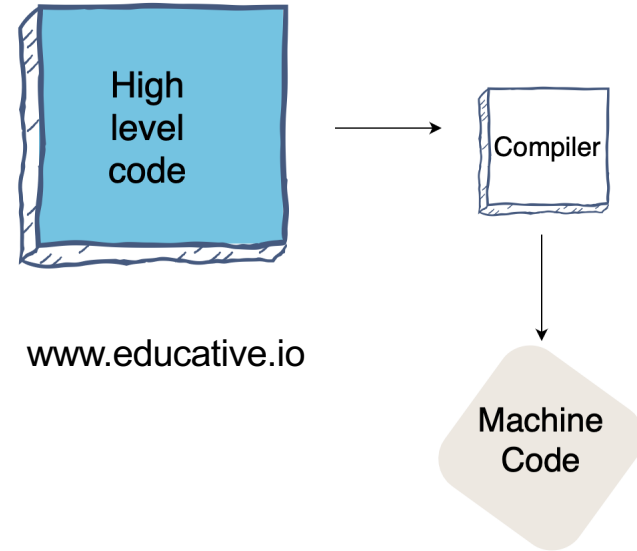 High
level
code
Compiler
www.educative.io
Machine
Code